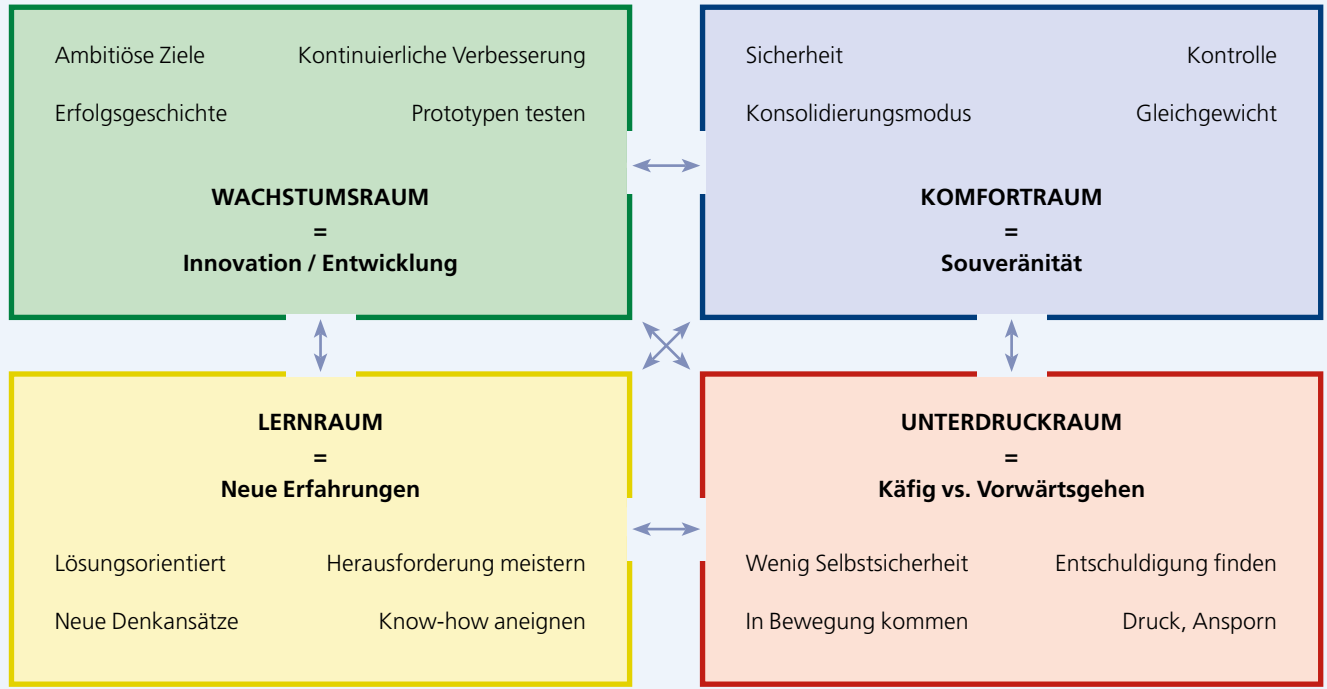 Ambitiöse Ziele
Kontinuierliche Verbesserung
Erfolgsgeschichte
Prototypen testen
WACHSTUMSRAUM
=
Innovation / Entwicklung
Sicherheit
Kontrolle
Konsolidierungsmodus
Gleichgewicht
KOMFORTRAUM
=
Souveränität
LERNRAUM
=
Neue Erfahrungen
Lösungsorientiert
Herausforderung meistern
Neue Denkansätze
Know-how aneignen
UNTERDRUCKRAUM
=
Käfig vs. Vorwärtsgehen
Wenig Selbstsicherheit
Entschuldigung finden
In Bewegung kommen
Druck, Ansporn